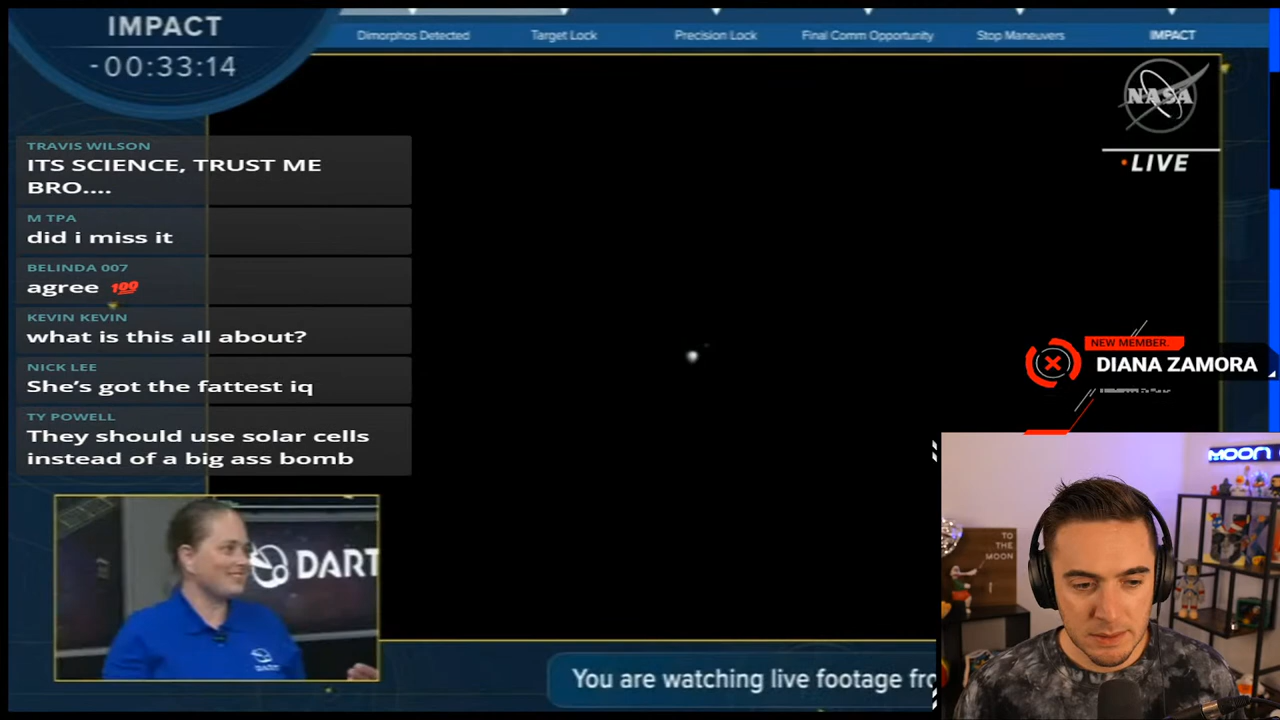 IMPACT
-00:33:14
Dimorphos Detected
Target Lock
Precision Lock
Final Comm Opportunity
Stop Maneuvers
IMPACT
NASA
LIVE
TRAVIS WILSON
ITS SCIENCE, TRUST ME
BRO....
M TPA
did i miss it
BELINDA 007
agree 💯
KEVIN KEVIN
what is this all about?
NICK LEE
She's got the fattest iq
TY POWELL
They should use solar cells
instead of a big ass bomb
NEW MEMBER.
DIANA ZAMORA
MOON
TO
THE
MOON
DART
DART
You are watching live footage fro